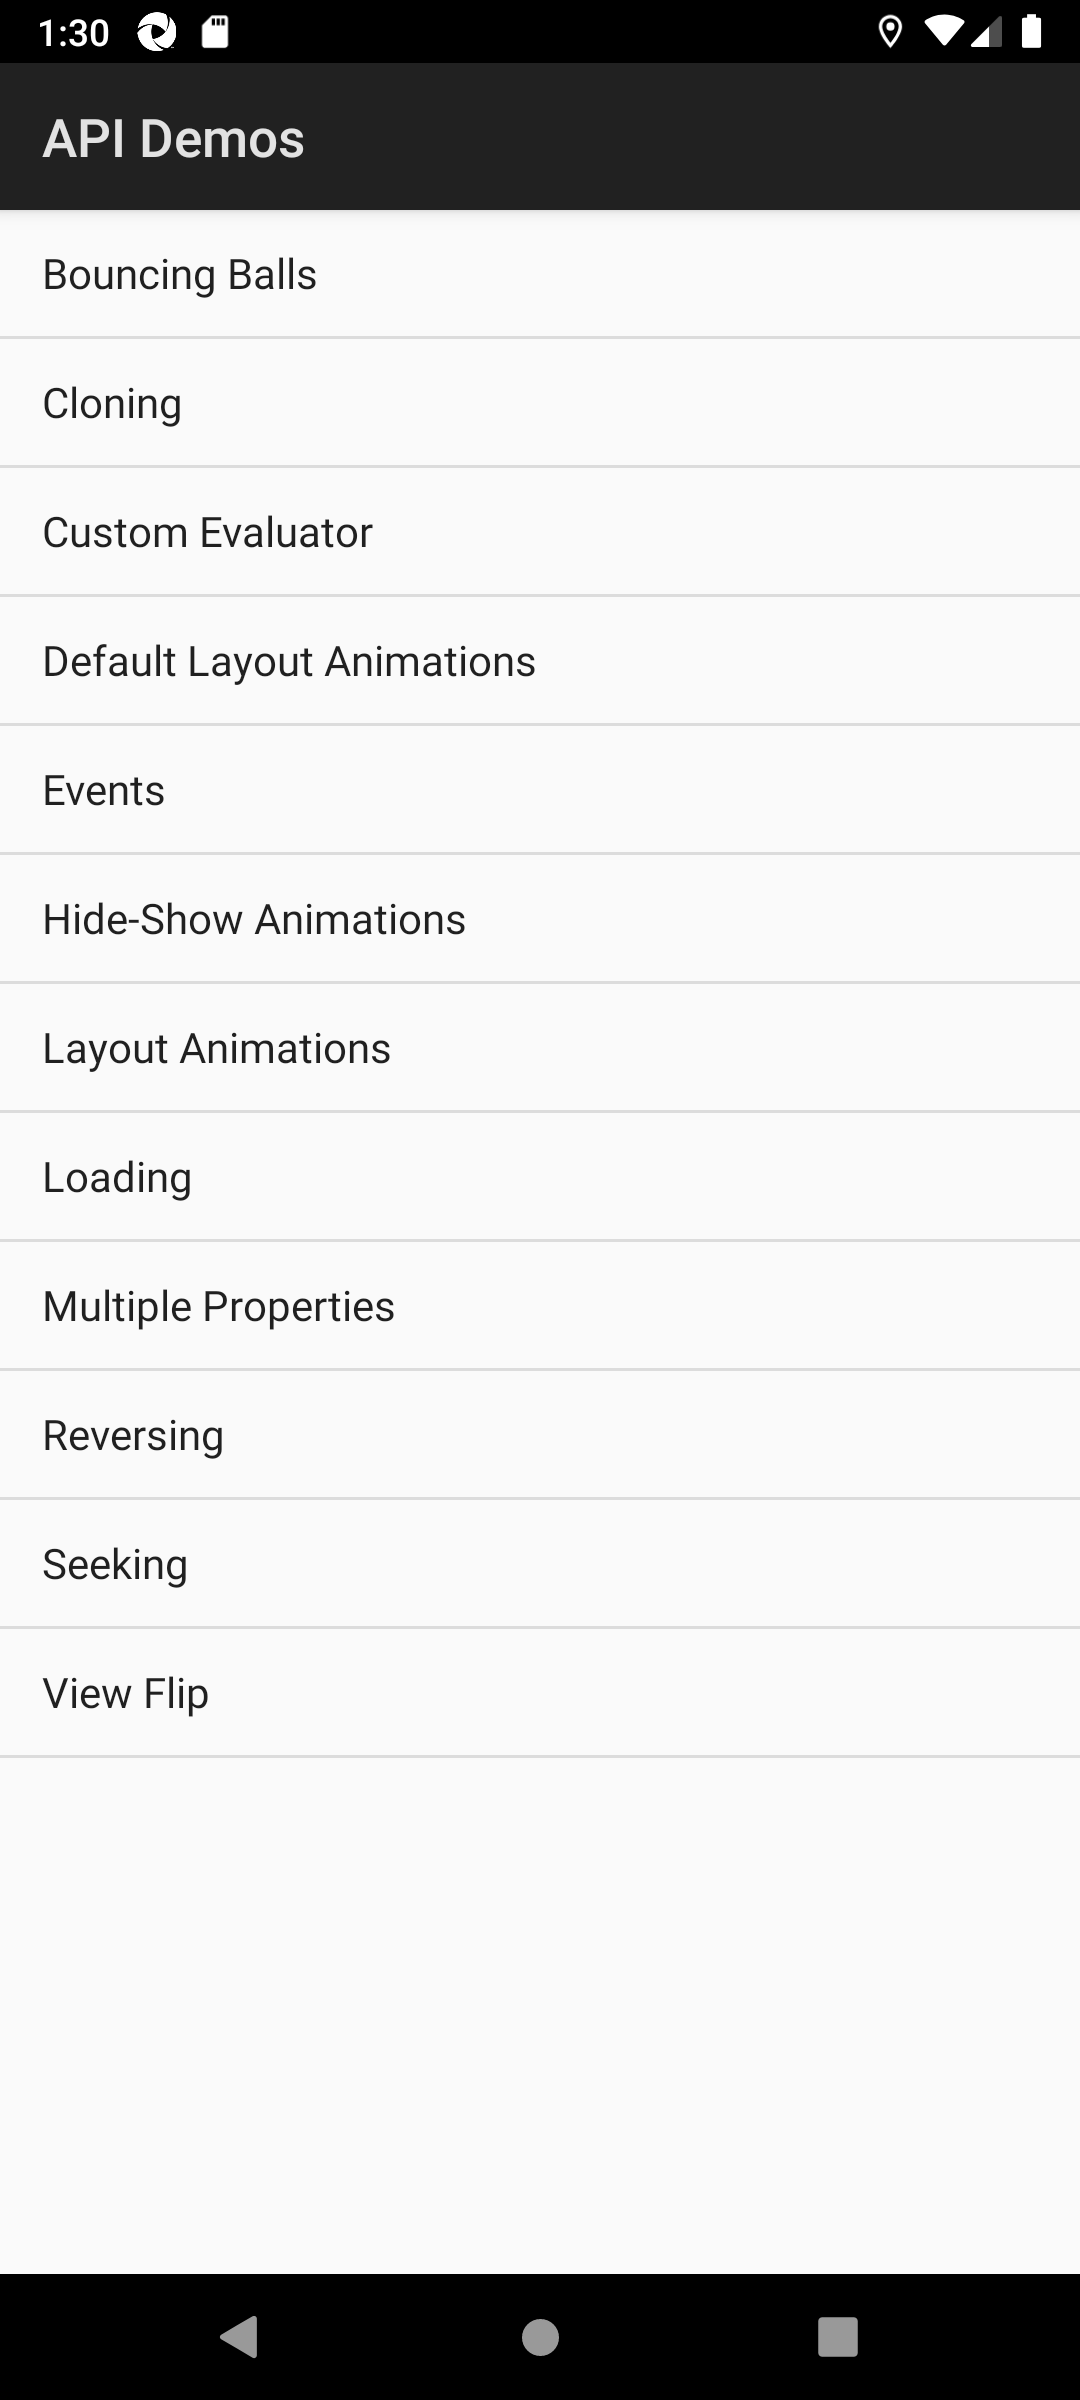 1:30
API Demos
Bouncing Balls
Cloning
Custom Evaluator
Default Layout Animations
Events
Hide-Show Animations
Layout Animations
Loading
Multiple Properties
Reversing
Seeking
View Flip